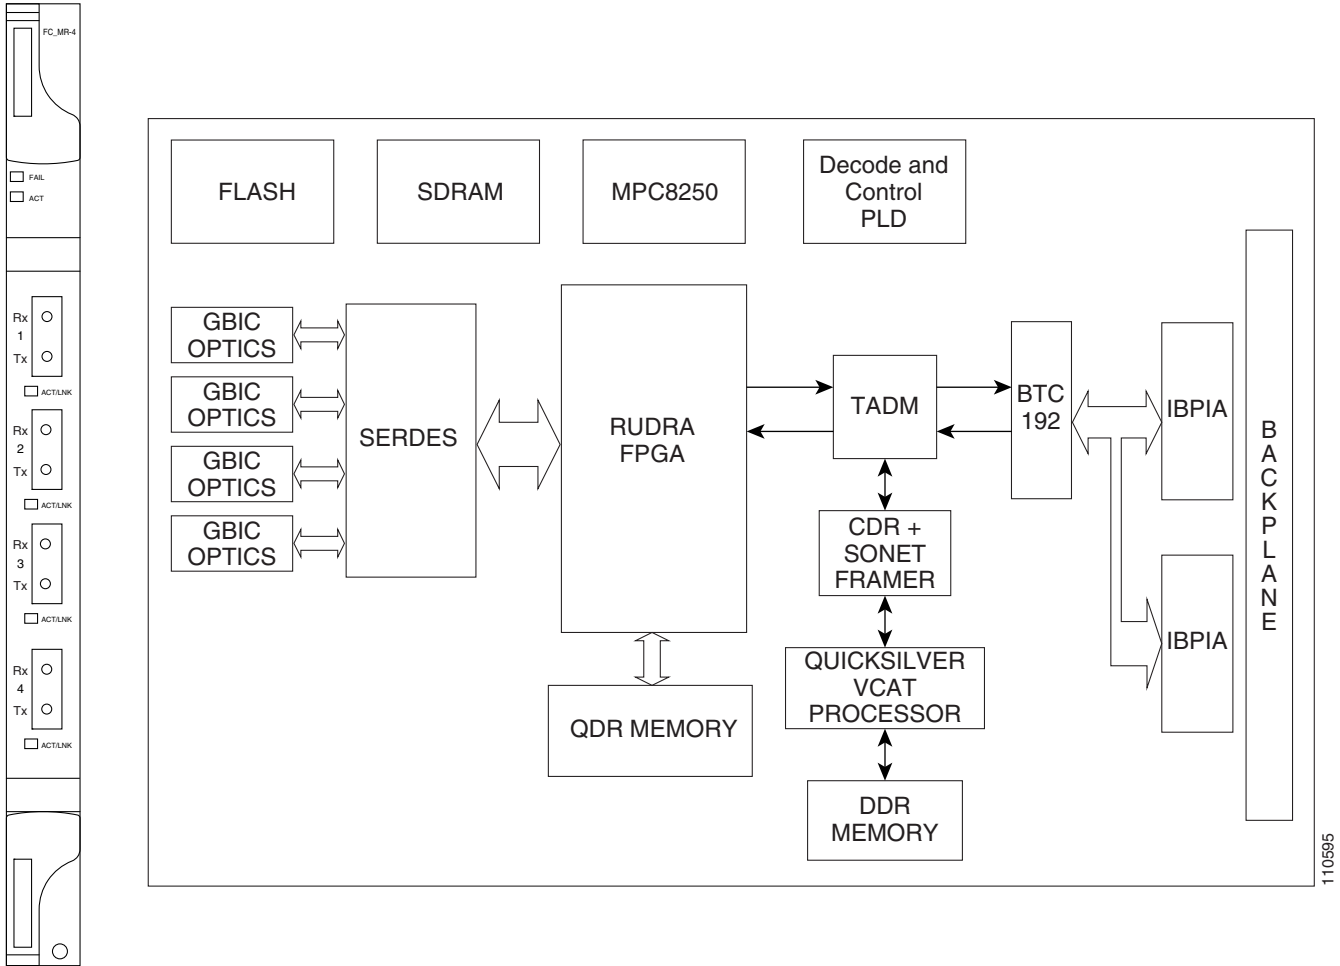 FC_MR-4
FAIL
ACT
Rx
1
Tx
ACT/LNK
Rx
2
Tx
ACT/LNK
Rx
3
Tx
ACT/LNK
Rx
4
Tx
ACT/LNK
FLASH
SDRAM
MPC8250
Decode and
Control
PLD
GBIC
OPTICS
GBIC
OPTICS
GBIC
OPTICS
GBIC
OPTICS
SERDES
RUDRA
FPGA
QDR MEMORY
TADM
CDR +
SONET
FRAMER
QUICKSILVER
VCAT
PROCESSOR
DDR
MEMORY
BTC
192
IBPIA
IBPIA
BACKPLANE
110595